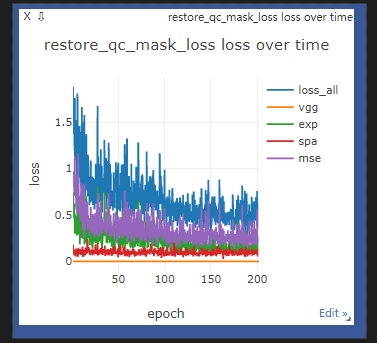 X ⇩ restore_qc_mask_loss loss over time
restore_qc_mask_loss loss over time
loss_all
vgg
exp
spa
mse
loss
1.5
1
0.5
0
50 100 150 200
epoch
Edit »